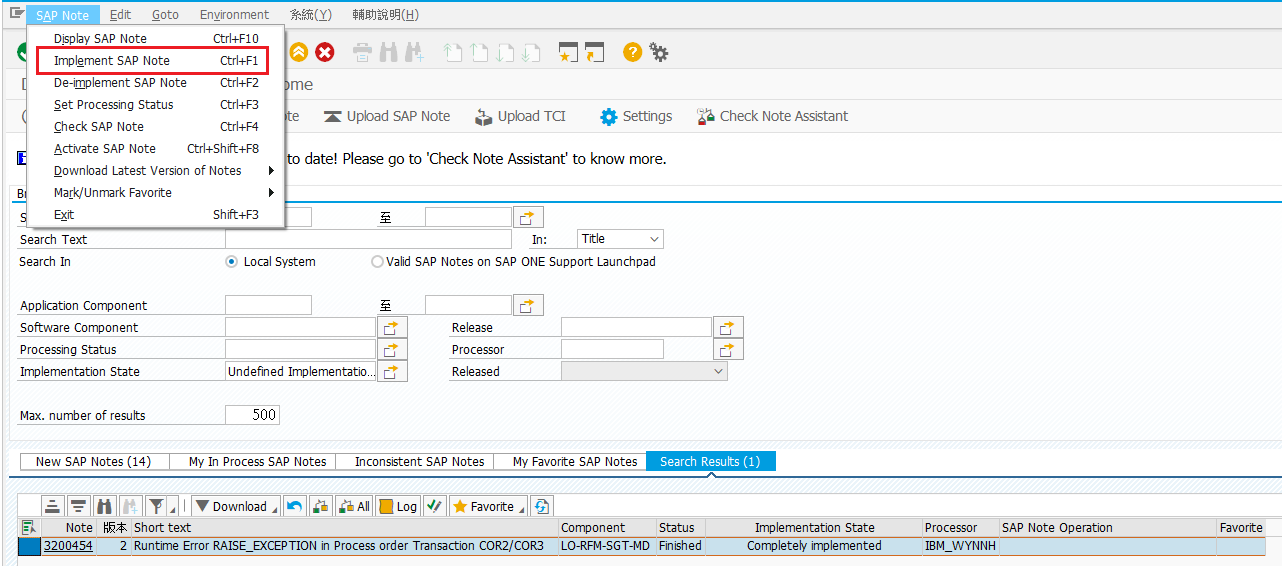 SAP Note Edit Goto Environment 系統(Y) 輔助說明(H)
Display SAP Note Ctrl+F10
Implement SAP Note Ctrl+F1
De-implement SAP Note Ctrl+F2
ome
Set Processing Status Ctrl+F3
te Upload SAP Note Upload TCI Settings Check Note Assistant
Check SAP Note Ctrl+F4
Activate SAP Note Ctrl+Shift+F8
to date! Please go to 'Check Note Assistant' to know more.
Download Latest Version of Notes
Mark/Unmark Favorite
Exit Shift+F3
至
Search Text In: Title
Search In Local System Valid SAP Notes on SAP ONE Support Launchpad
Application Component 至
Software Component Release
Processing Status Processor
Implementation State Undefined Implementatio... Released
Max. number of results 500
New SAP Notes (14) My In Process SAP Notes Inconsistent SAP Notes My Favorite SAP Notes Search Results (1)
Download All Log Favorite
Note 版本 Short text Component Status Implementation State Processor SAP Note Operation Favorite
3200454 2 Runtime Error RAISE_EXCEPTION in Process order Transaction COR2/COR3 LO-RFM-SGT-MD Finished Completely implemented IBM_WYNNH